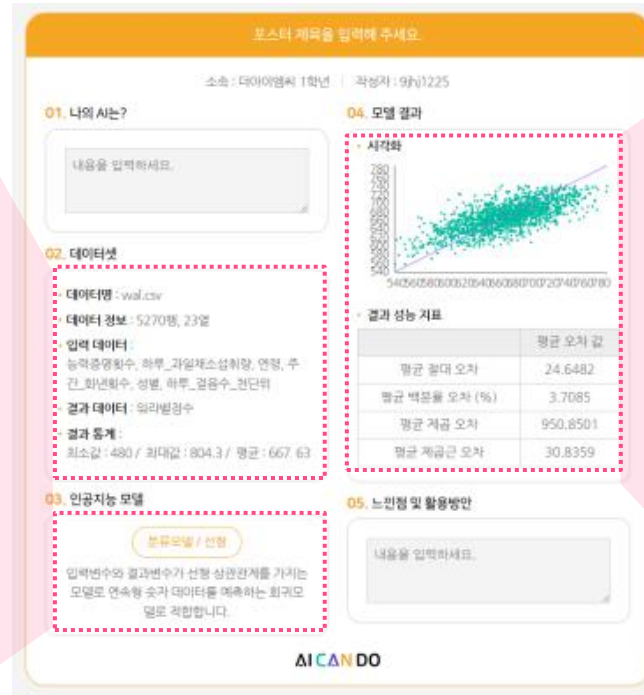 포스터 제목을 입력해 주세요.
소속 : 더아이엠씨 1학년 | 작성자 : 9jhj1225
01. 나의 AI는?
내용을 입력하세요.
02. 데이터셋
데이터명 : wal.csv
데이터 정보 : 5270행, 23열
입력 데이터 :
능력증명횟수, 하루_과일채소섭취량, 연령, 주
간_화낸횟수, 성별, 하루_걸음수_천단위
결과 데이터 : 워라벨점수
결과 통계 :
최소값 : 480 / 최대값 : 804.3 / 평균 : 667.63
03. 인공지능 모델
분류모델 / 선형
입력변수와 결과변수가 선형 상관관계를 가지는
모델로 연속형 숫자 데이터를 예측하는 회귀모
델로 적합합니다.
04. 모델 결과
시각화
780
540
540560580600620640660680700720740760780
결과 성능 지표
평균 오차 값
평균 절대 오차 24.6482
평균 백분율 오차 (%) 3.7085
평균 제곱 오차 950.8501
평균 제곱근 오차 30.8359
05. 느낀점 및 활용방안
내용을 입력하세요.
AI CAN DO